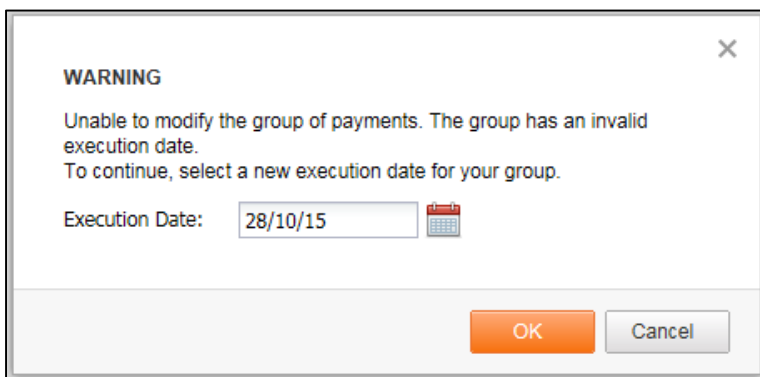 WARNING
Unable to modify the group of payments. The group has an invalid
execution date.
To continue, select a new execution date for your group.
Execution Date: 28/10/15
OK Cancel